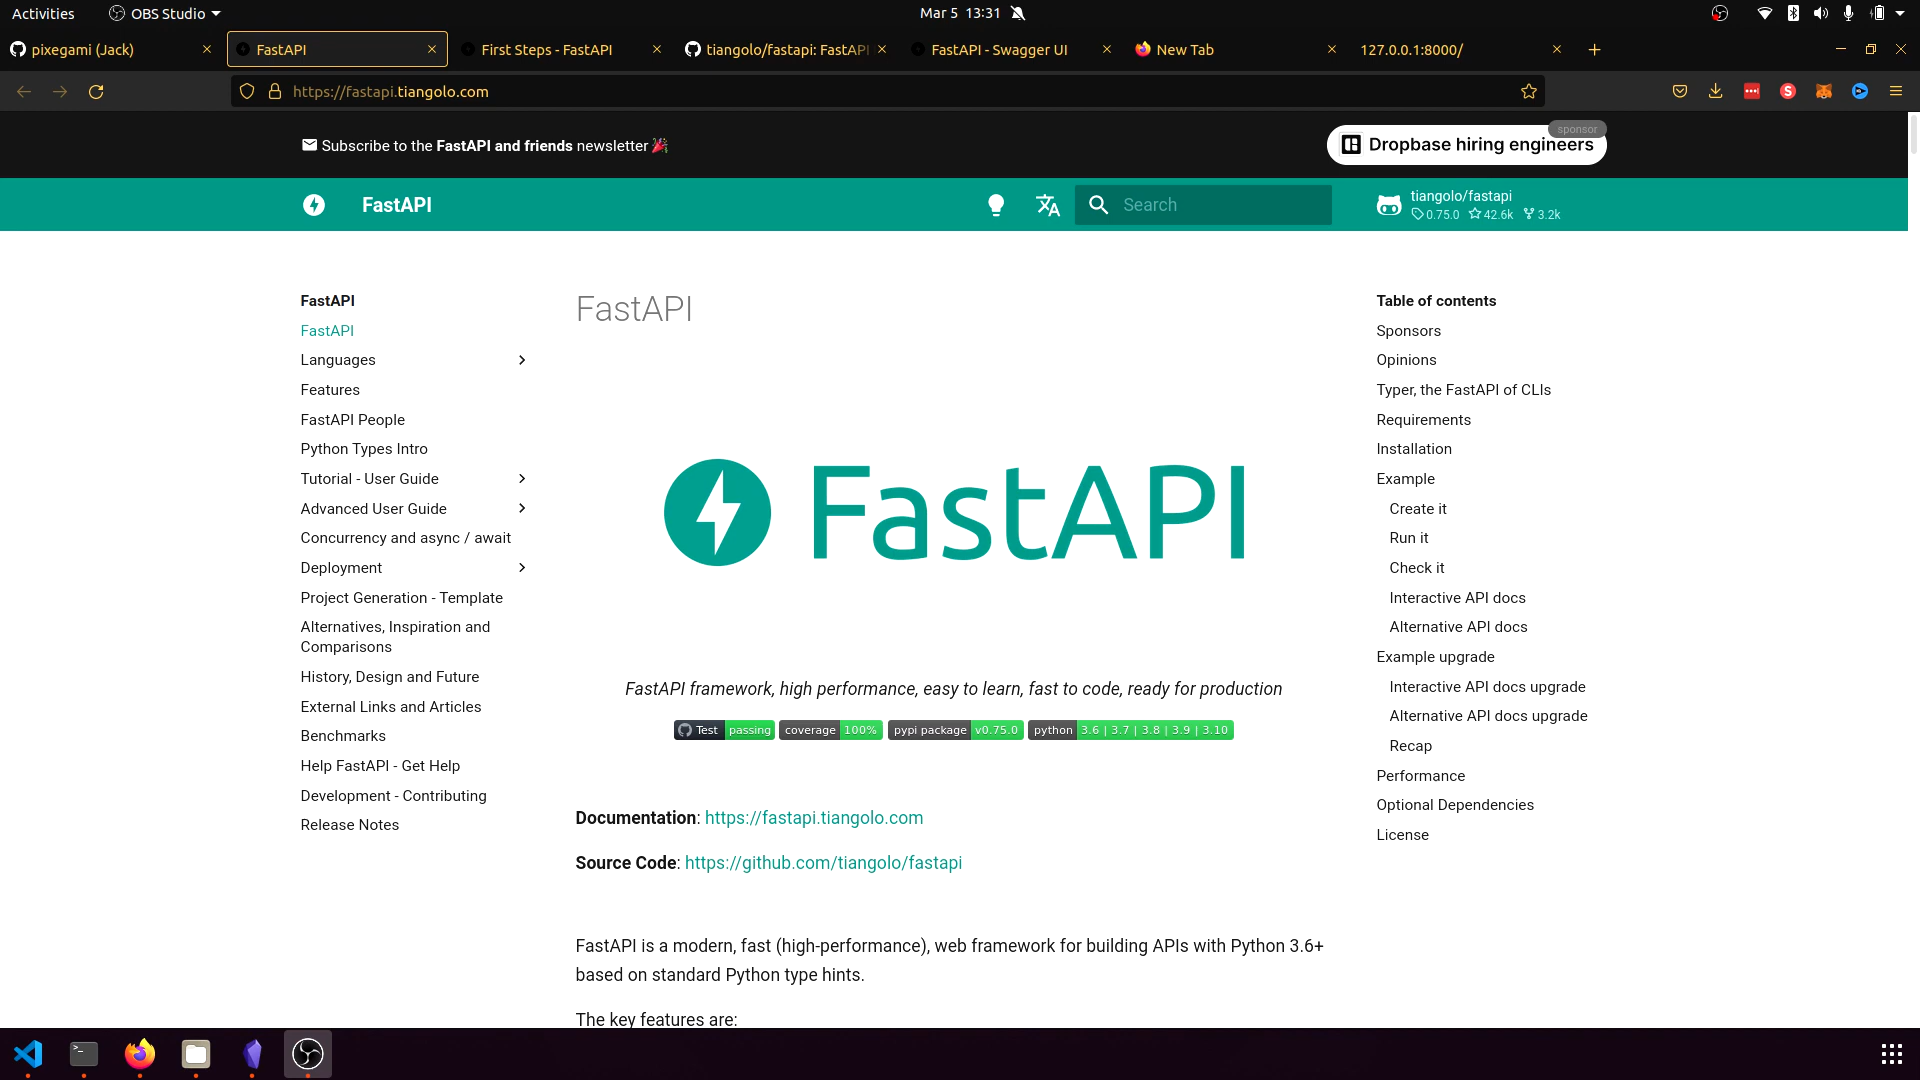 Activities
OBS Studio
Mar 5 13:31
pixegami (Jack)
FastAPI
First Steps - FastAPI
tiangolo/fastapi: FastAPI
FastAPI - Swagger UI
New Tab
127.0.0.1:8000/
https://fastapi.tiangolo.com
Subscribe to the FastAPI and friends newsletter 🎉
sponsor
Dropbase hiring engineers
FastAPI
Search
tiangolo/fastapi
0.75.0 42.6k 3.2k
FastAPI
FastAPI
Languages
Features
FastAPI People
Python Types Intro
Tutorial - User Guide
Advanced User Guide
Concurrency and async / await
Deployment
Project Generation - Template
Alternatives, Inspiration and
Comparisons
History, Design and Future
External Links and Articles
Benchmarks
Help FastAPI - Get Help
Development - Contributing
Release Notes
FastAPI
FastAPI
FastAPI framework, high performance, easy to learn, fast to code, ready for production
Test passing coverage 100% pypi package v0.75.0 python 3.6 | 3.7 | 3.8 | 3.9 | 3.10
Documentation: https://fastapi.tiangolo.com
Source Code: https://github.com/tiangolo/fastapi
FastAPI is a modern, fast (high-performance), web framework for building APIs with Python 3.6+
based on standard Python type hints.
The key features are:
Table of contents
Sponsors
Opinions
Typer, the FastAPI of CLIs
Requirements
Installation
Example
Create it
Run it
Check it
Interactive API docs
Alternative API docs
Example upgrade
Interactive API docs upgrade
Alternative API docs upgrade
Recap
Performance
Optional Dependencies
License